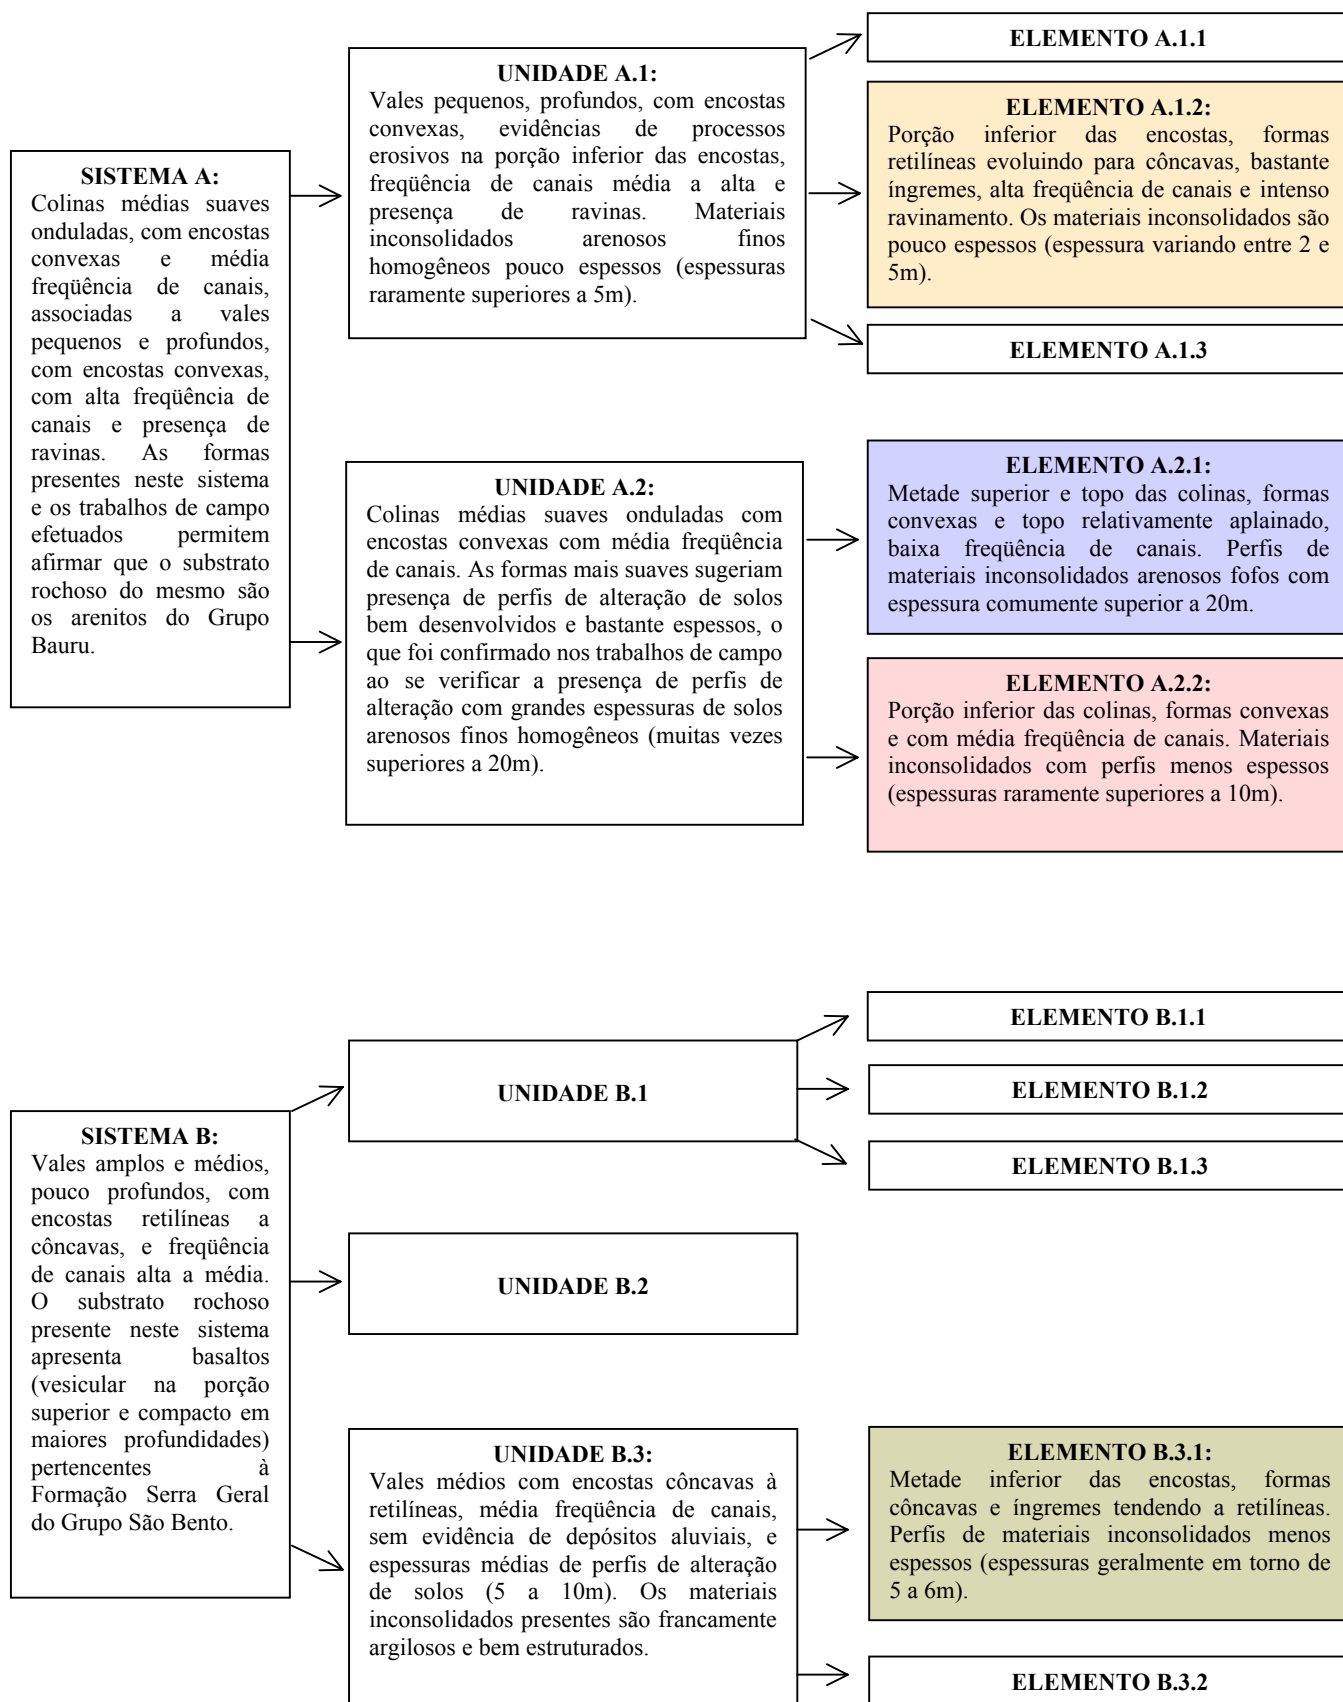 SISTEMA A:
Colinas médias suaves
onduladas, com encostas
convexas e média
freqüência de canais,
associadas a vales
pequenos e profundos,
com encostas convexas,
com alta freqüência de
canais e presença de
ravinas. As formas
presentes neste sistema
e os trabalhos de campo
efetuados permitem
afirmar que o substrato
rochoso do mesmo são
os arenitos do Grupo
Bauru.
UNIDADE A.1:
Vales pequenos, profundos, com encostas
convexas, evidências de processos
erosivos na porção inferior das encostas,
freqüência de canais média a alta e
presença de ravinas. Materiais
inconsolidados arenosos finos
homogêneos pouco espessos (espessuras
raramente superiores a 5m).
ELEMENTO A.1.1
ELEMENTO A.1.2:
Porção inferior das encostas, formas
retilíneas evoluindo para côncavas, bastante
íngremes, alta freqüência de canais e intenso
ravinamento. Os materiais inconsolidados são
pouco espessos (espessura variando entre 2 e
5m).
ELEMENTO A.1.3
UNIDADE A.2:
Colinas médias suaves onduladas com
encostas convexas com média freqüência
de canais. As formas mais suaves sugeriam
presença de perfis de alteração de solos
bem desenvolvidos e bastante espessos, o
que foi confirmado nos trabalhos de campo
ao se verificar a presença de perfis de
alteração com grandes espessuras de solos
arenosos finos homogêneos (muitas vezes
superiores a 20m).
ELEMENTO A.2.1:
Metade superior e topo das colinas, formas
convexas e topo relativamente aplainado,
baixa freqüência de canais. Perfis de
materiais inconsolidados arenosos fofos com
espessura comumente superior a 20m.
ELEMENTO A.2.2:
Porção inferior das colinas, formas convexas
e com média freqüência de canais. Materiais
inconsolidados com perfis menos espessos
(espessuras raramente superiores a 10m).
SISTEMA B:
Vales amplos e médios,
pouco profundos, com
encostas retilíneas a
côncavas, e freqüência
de canais alta a média.
O substrato rochoso
presente neste sistema
apresenta basaltos
(vesicular na porção
superior e compacto em
maiores profundidades)
pertencentes à
Formação Serra Geral
do Grupo São Bento.
UNIDADE B.1
ELEMENTO B.1.1
ELEMENTO B.1.2
ELEMENTO B.1.3
UNIDADE B.2
UNIDADE B.3:
Vales médios com encostas côncavas à
retilíneas, média freqüência de canais,
sem evidência de depósitos aluviais, e
espessuras médias de perfis de alteração
de solos (5 a 10m). Os materiais
inconsolidados presentes são francamente
argilosos e bem estruturados.
ELEMENTO B.3.1:
Metade inferior das encostas, formas
côncavas e íngremes tendendo a retilíneas.
Perfis de materiais inconsolidados menos
espessos (espessuras geralmente em torno de
5 a 6m).
ELEMENTO B.3.2